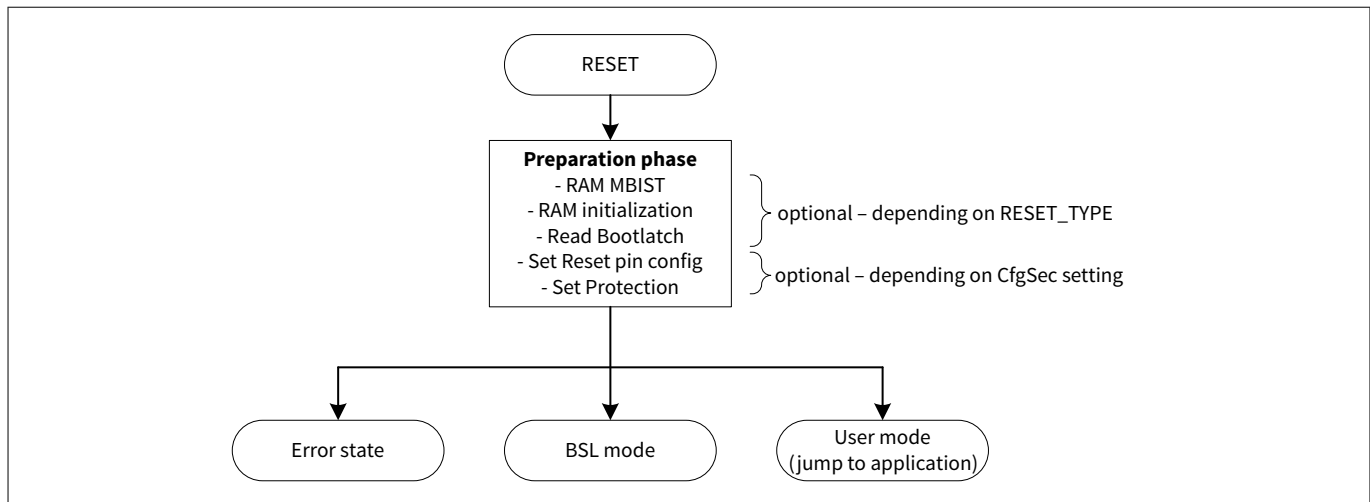 RESET
Preparation phase
- RAM MBIST
- RAM initialization
- Read Bootlatch
- Set Reset pin config
- Set Protection
optional – depending on RESET_TYPE
optional – depending on CfgSec setting
Error state
BSL mode
User mode
(jump to application)